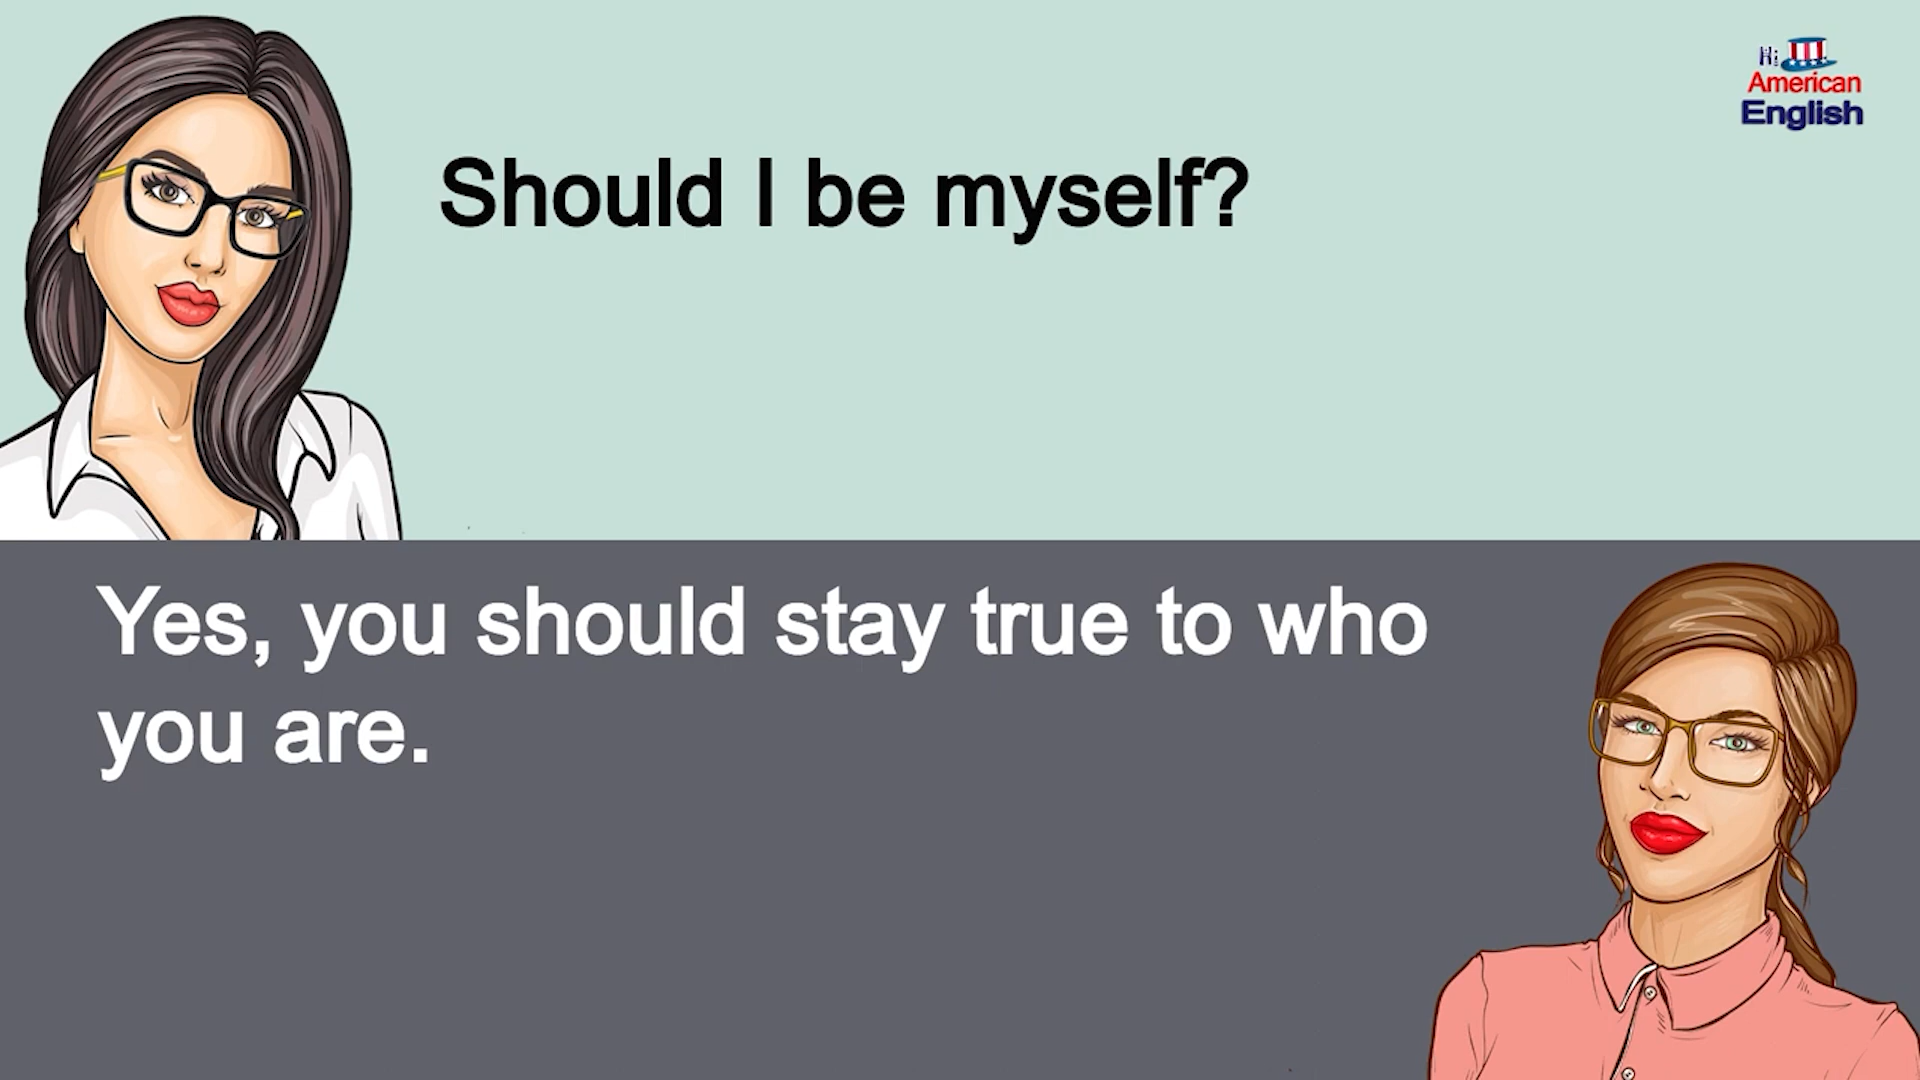 Hi
American
English
Should I be myself?
Yes, you should stay true to who
you are.